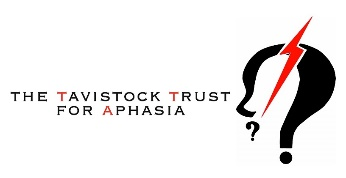 THE TAVISTOCK TRUST
FOR APHASIA
?
?